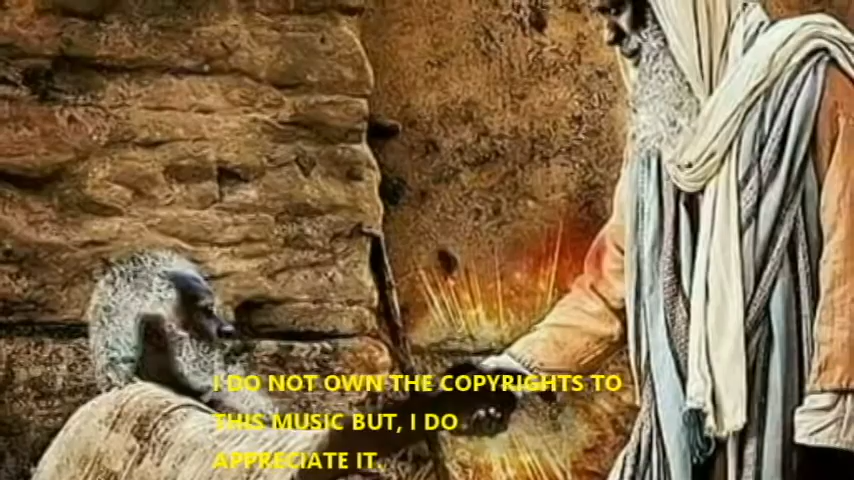 I DO NOT OWN THE COPYRIGHTS TO
THIS MUSIC BUT, I DO
APPRECIATE IT.